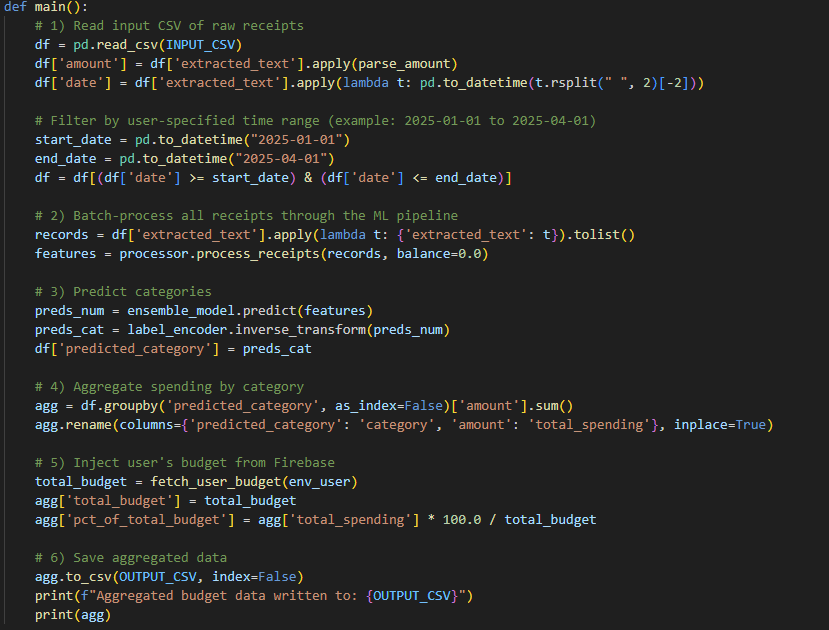 def main():
    # 1) Read input CSV of raw receipts
    df = pd.read_csv(INPUT_CSV)
    df['amount'] = df['extracted_text'].apply(parse_amount)
    df['date'] = df['extracted_text'].apply(lambda t: pd.to_datetime(t.rsplit(" ", 2)[-2]))

    # Filter by user-specified time range (example: 2025-01-01 to 2025-04-01)
    start_date = pd.to_datetime("2025-01-01")
    end_date = pd.to_datetime("2025-04-01")
    df = df[(df['date'] >= start_date) & (df['date'] <= end_date)]

    # 2) Batch-process all receipts through the ML pipeline
    records = df['extracted_text'].apply(lambda t: {'extracted_text': t}).tolist()
    features = processor.process_receipts(records, balance=0.0)

    # 3) Predict categories
    preds_num = ensemble_model.predict(features)
    preds_cat = label_encoder.inverse_transform(preds_num)
    df['predicted_category'] = preds_cat

    # 4) Aggregate spending by category
    agg = df.groupby('predicted_category', as_index=False)['amount'].sum()
    agg.rename(columns={'predicted_category': 'category', 'amount': 'total_spending'}, inplace=True)

    # 5) Inject user's budget from Firebase
    total_budget = fetch_user_budget(env_user)
    agg['total_budget'] = total_budget
    agg['pct_of_total_budget'] = agg['total_spending'] * 100.0 / total_budget

    # 6) Save aggregated data
    agg.to_csv(OUTPUT_CSV, index=False)
    print(f"Aggregated budget data written to: {OUTPUT_CSV}")
    print(agg)